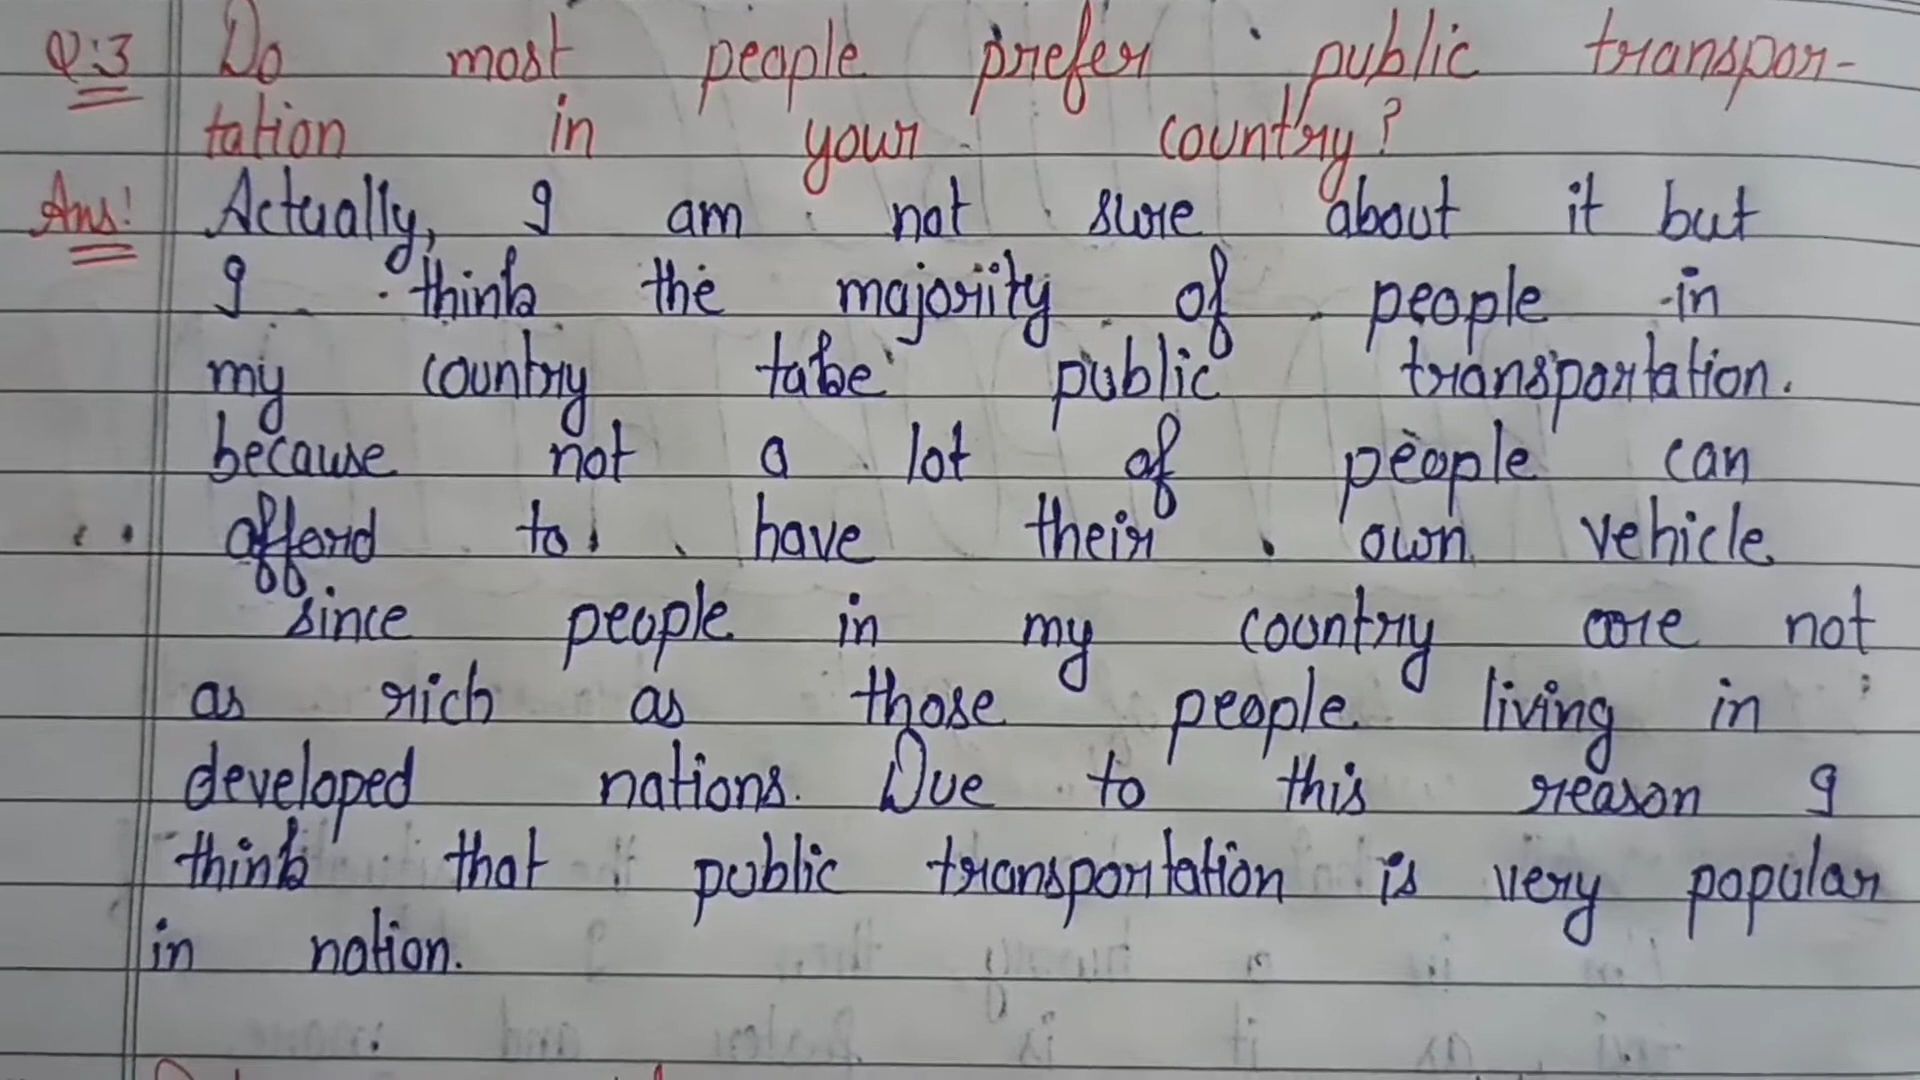 Q:3 Do most people prefer public transpor-
tation in your country?
Ans: Actually, I am not sure about it but
I think the majority of people in
my country take public transportation.
because not a lot of people can
afford to have their own vehicle
since people in my country are not
as rich as those people living in
developed nations. Due to this reason I
think that public transportation is very popular
in nation.